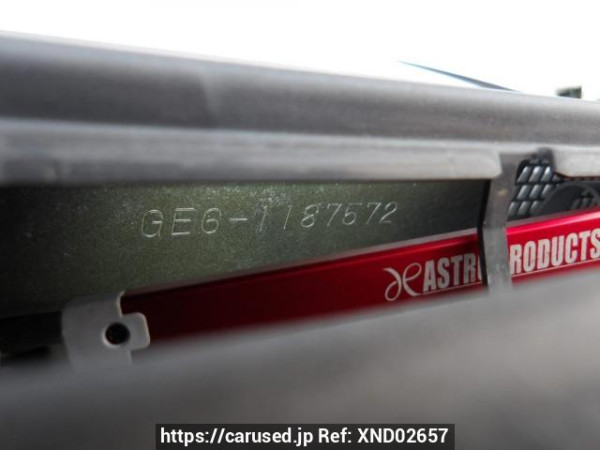 GE6-1187572
ASTRO PRODUCTS
https://carused.jp Ref: XND02657